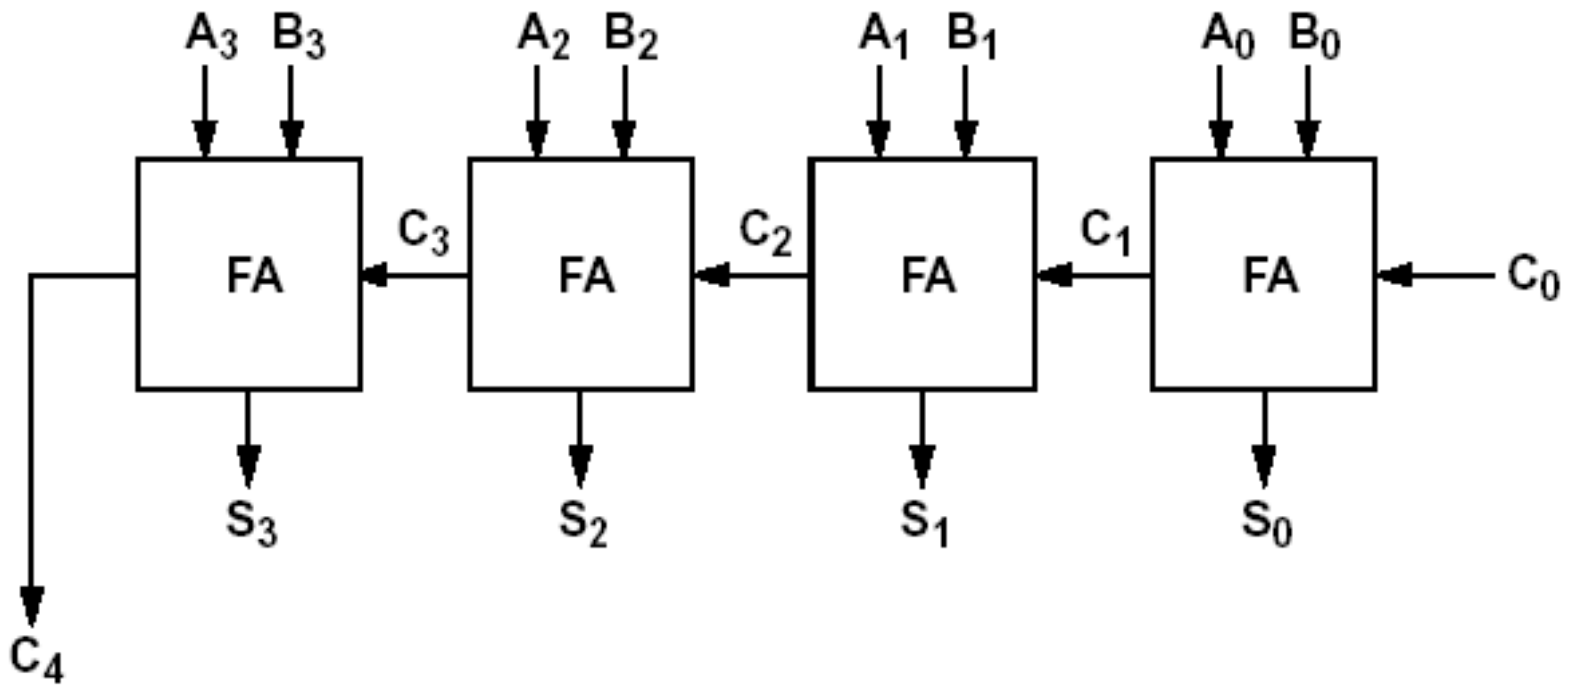 A3 B3 A2 B2 A1 B1 A0 B0
C3 C2 C1
FA FA FA FA C0
S3 S2 S1 S0
C4